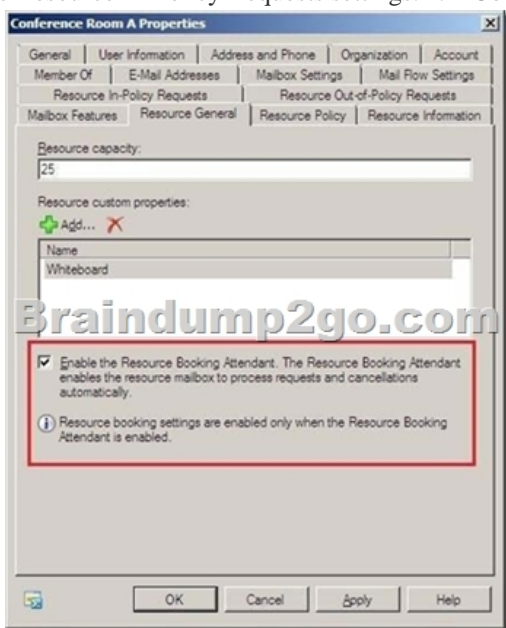 Conference Room A Properties
General User Information Address and Phone Organization Account
Member Of E-Mail Addresses Mailbox Settings Mail Flow Settings
Resource In-Policy Requests Resource Out-of-Policy Requests
Mailbox Features Resource General Resource Policy Resource Information
Resource capacity:
25
Resource custom properties:
Add...
Name
Whiteboard
Braindump2go.com
Enable the Resource Booking Attendant. The Resource Booking Attendant
enables the resource mailbox to process requests and cancellations
automatically.
Resource booking settings are enabled only when the Resource Booking
Attendant is enabled.
OK Cancel Apply Help